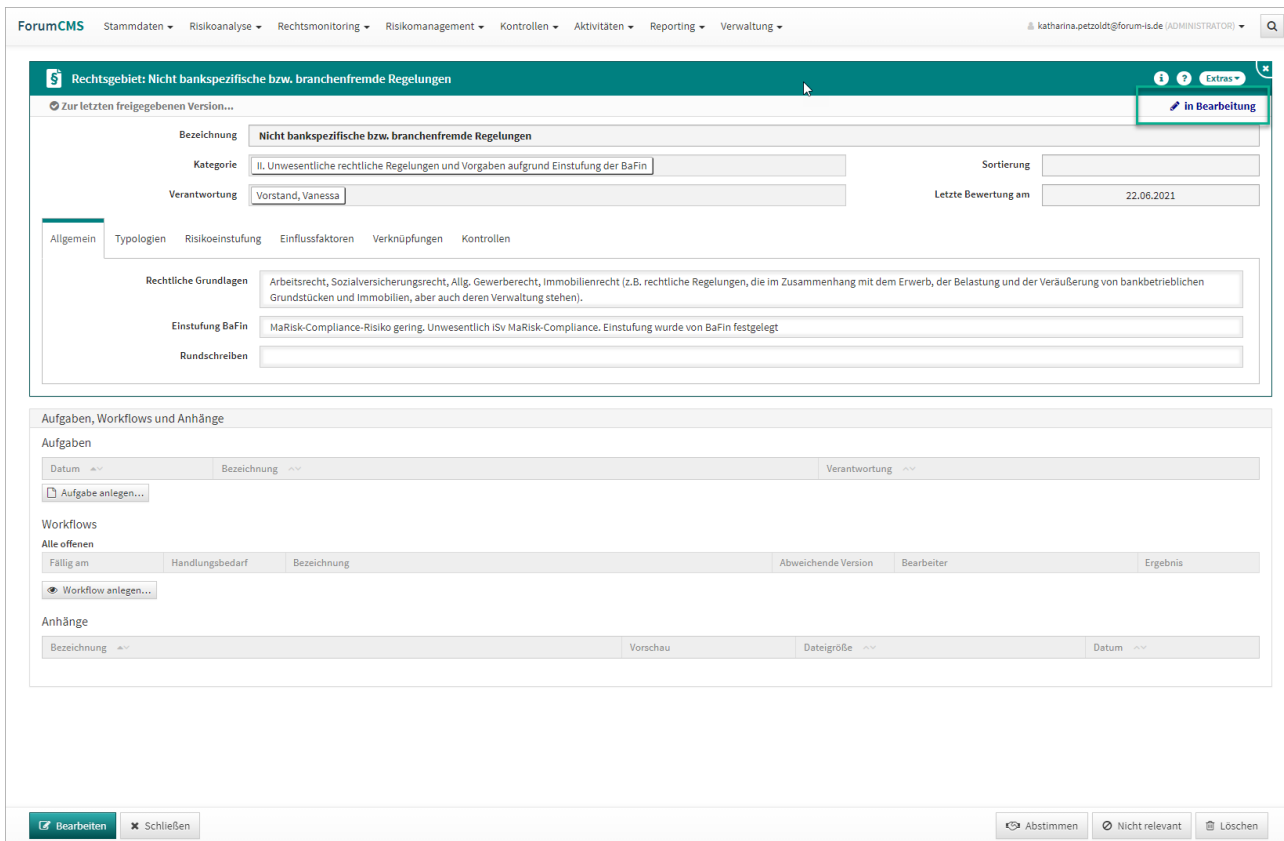 ForumCMS Stammdaten Risikoanalyse Rechtsmonitoring Risikomanagement Kontrollen Aktivitäten Reporting Verwaltung katharina.petzoldt@forum-is.de (ADMINISTRATOR)
§ Rechtsgebiet: Nicht bankspezifische bzw. branchenfremde Regelungen i ? Extras
Zur letzten freigegebenen Version... in Bearbeitung
Bezeichnung Nicht bankspezifische bzw. branchenfremde Regelungen
Kategorie II. Unwesentliche rechtliche Regelungen und Vorgaben aufgrund Einstufung der BaFin Sortierung
Verantwortung Vorstand, Vanessa Letzte Bewertung am 22.06.2021
Allgemein Typologien Risikoeinstufung Einflussfaktoren Verknüpfungen Kontrollen
Rechtliche Grundlagen Arbeitsrecht, Sozialversicherungsrecht, Allg. Gewerberecht, Immobilienrecht (z.B. rechtliche Regelungen, die im Zusammenhang mit dem Erwerb, der Belastung und der Veräußerung von bankbetrieblichen
Grundstücken und Immobilien, aber auch deren Verwaltung stehen).
Einstufung BaFin MaRisk-Compliance-Risiko gering. Unwesentlich iSv MaRisk-Compliance. Einstufung wurde von BaFin festgelegt
Rundschreiben
Aufgaben, Workflows und Anhänge
Aufgaben
Datum Bezeichnung Verantwortung
Aufgabe anlegen...
Workflows
Alle offenen
Fällig am Handlungsbedarf Bezeichnung Abweichende Version Bearbeiter Ergebnis
Workflow anlegen...
Anhänge
Bezeichnung Vorschau Dateigröße Datum
Bearbeiten Schließen Abstimmen Nicht relevant Löschen